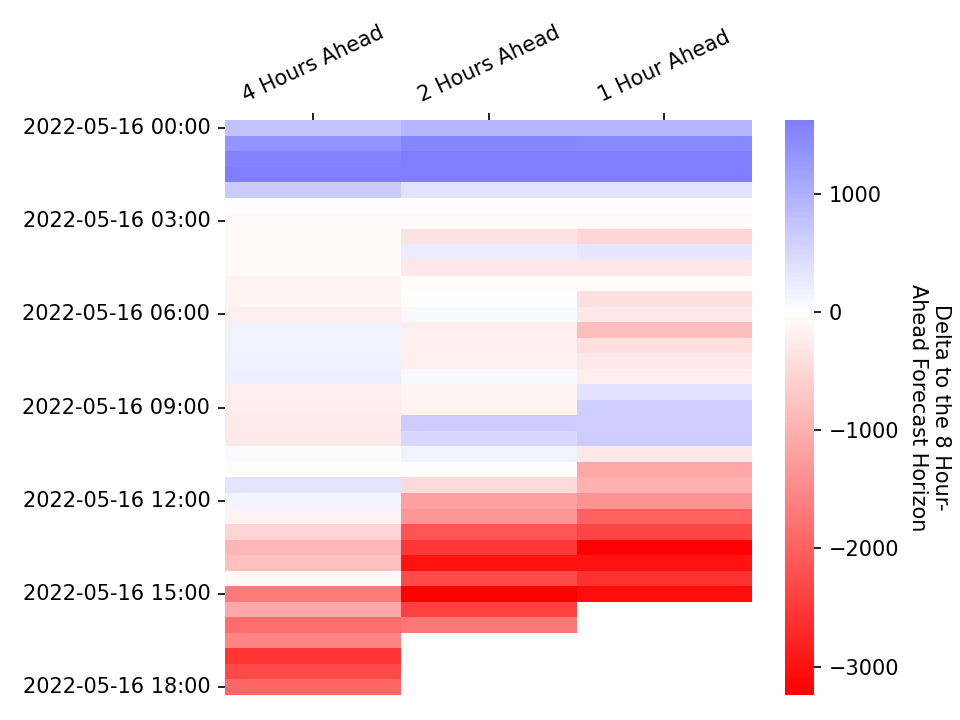 4 Hours Ahead
2 Hours Ahead
1 Hour Ahead
2022-05-16 00:00
2022-05-16 03:00
2022-05-16 06:00
2022-05-16 09:00
2022-05-16 12:00
2022-05-16 15:00
2022-05-16 18:00
1000
0
−1000
−2000
−3000
Delta to the 8 Hour-
Ahead Forecast Horizon